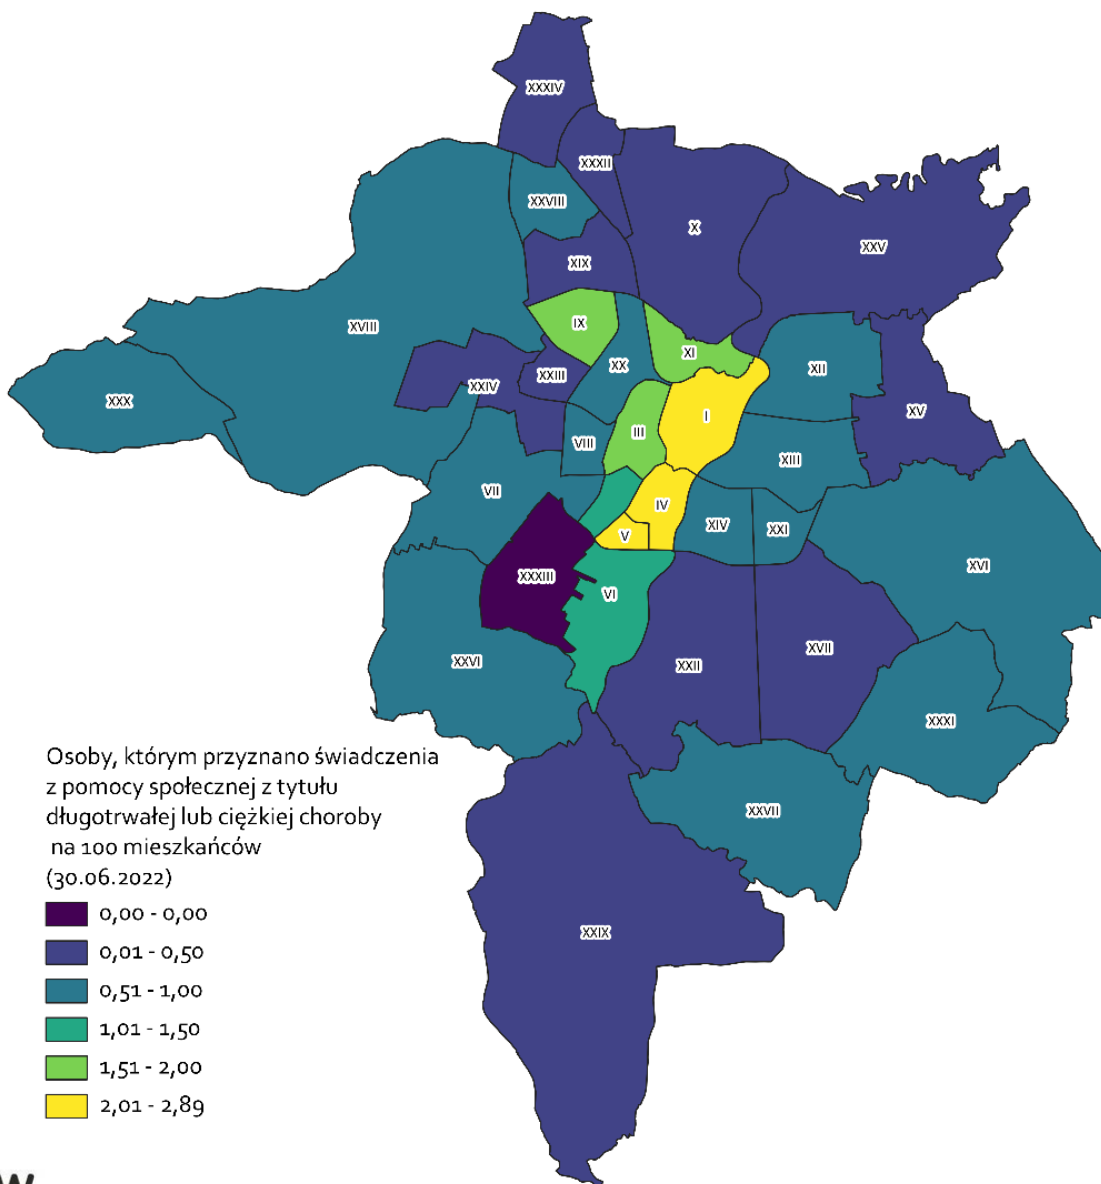 XXXIV
XXXII
XXVIII
X
XXV
XIX
XVIII
IX
XI
XX
XII
XXIII
XXIV
XXX
XV
I
III
VIII
XIII
VII
IV
XIV
XXI
V
XVI
XXXIII
VI
XVII
XXVI
XXII
XXXI
Osoby, którym przyznano świadczenia
z pomocy społecznej z tytułu
długotrwałej lub ciężkiej choroby
na 100 mieszkańców
(30.06.2022)
XXVII
0,00 - 0,00
XXIX
0,01 - 0,50
0,51 - 1,00
1,01 - 1,50
1,51 - 2,00
2,01 - 2,89